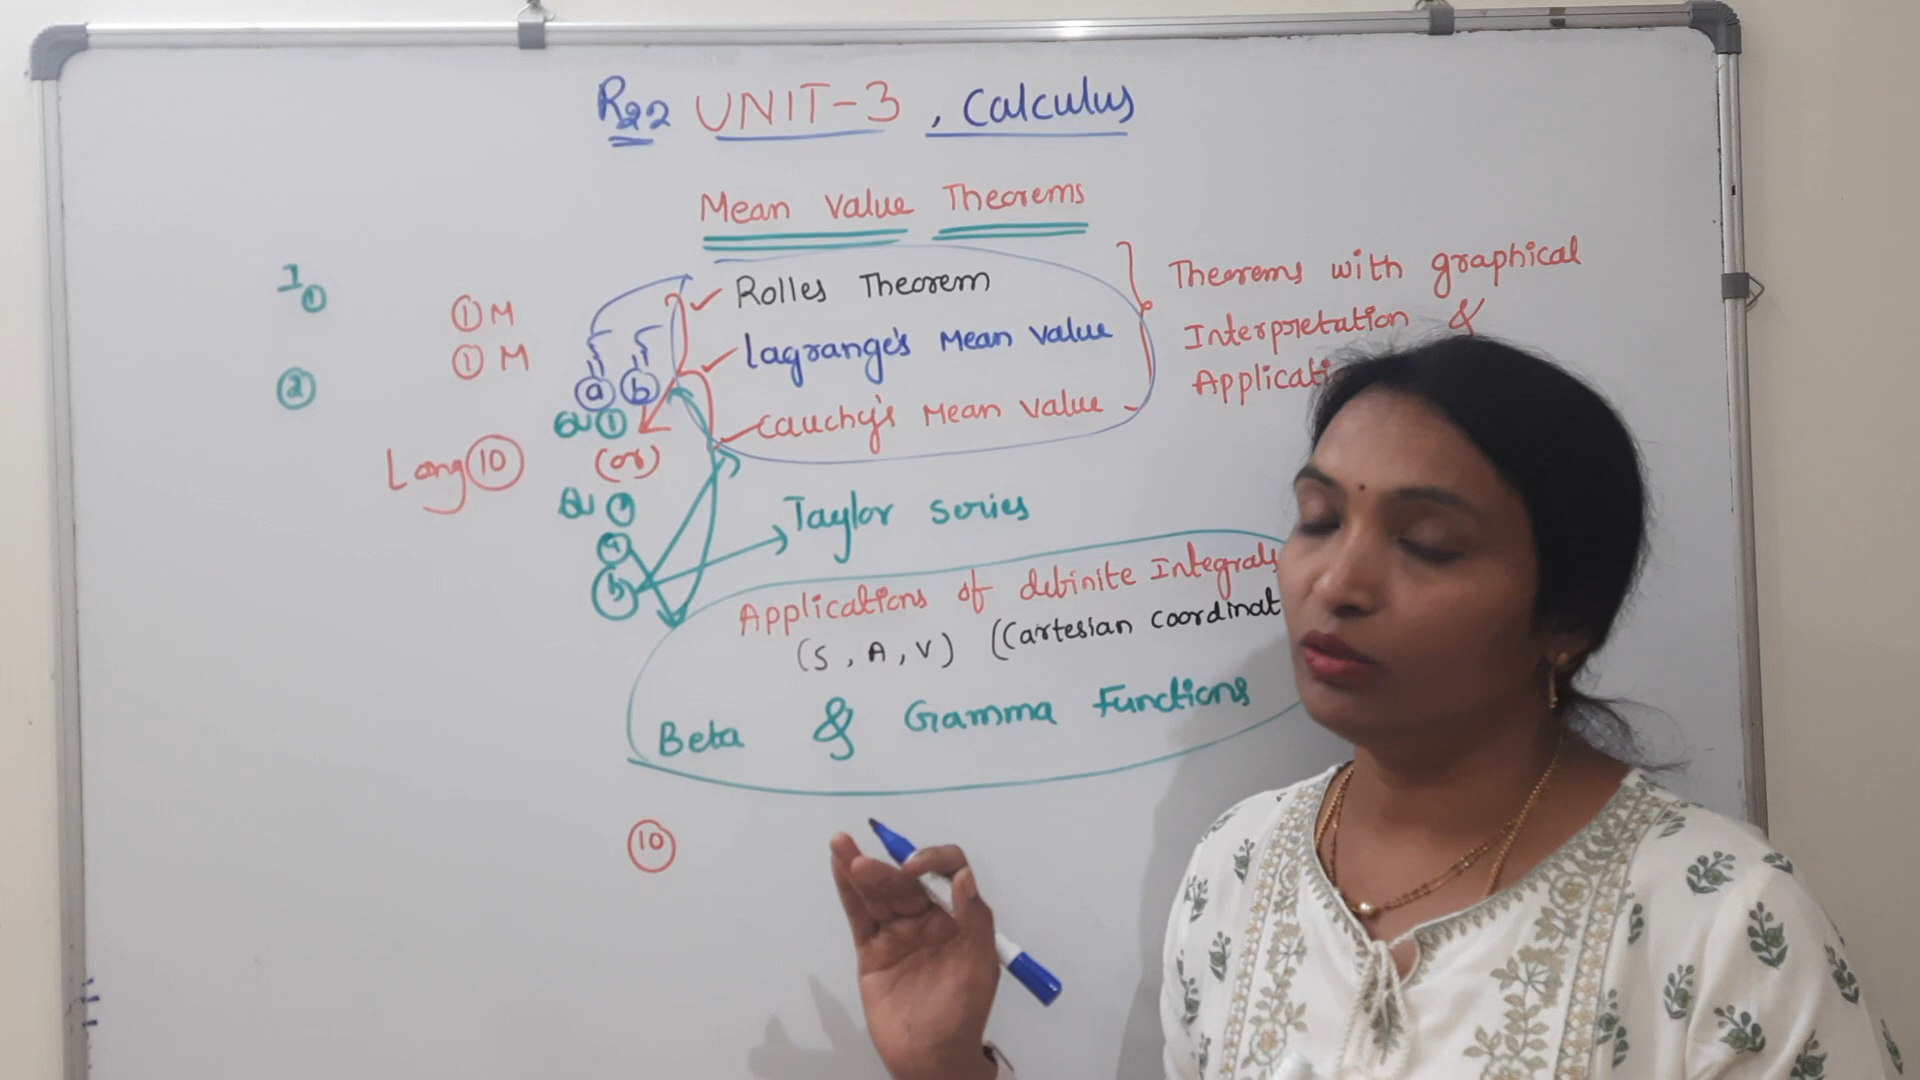 R22 UNIT-3, Calculus
Mean Value Theorems
Rolles Theorem
Lagrange's Mean Value
Cauchy's Mean Value
Theorems with graphical
Interpretation &
Applicati
I 1
2
1 M
1 M
a b
1
Long 10
(or)
a
b
Taylor series
Applications of definite Integrals
(S, A, V) (Cartesian coordinat
Beta & Gamma Functions
10